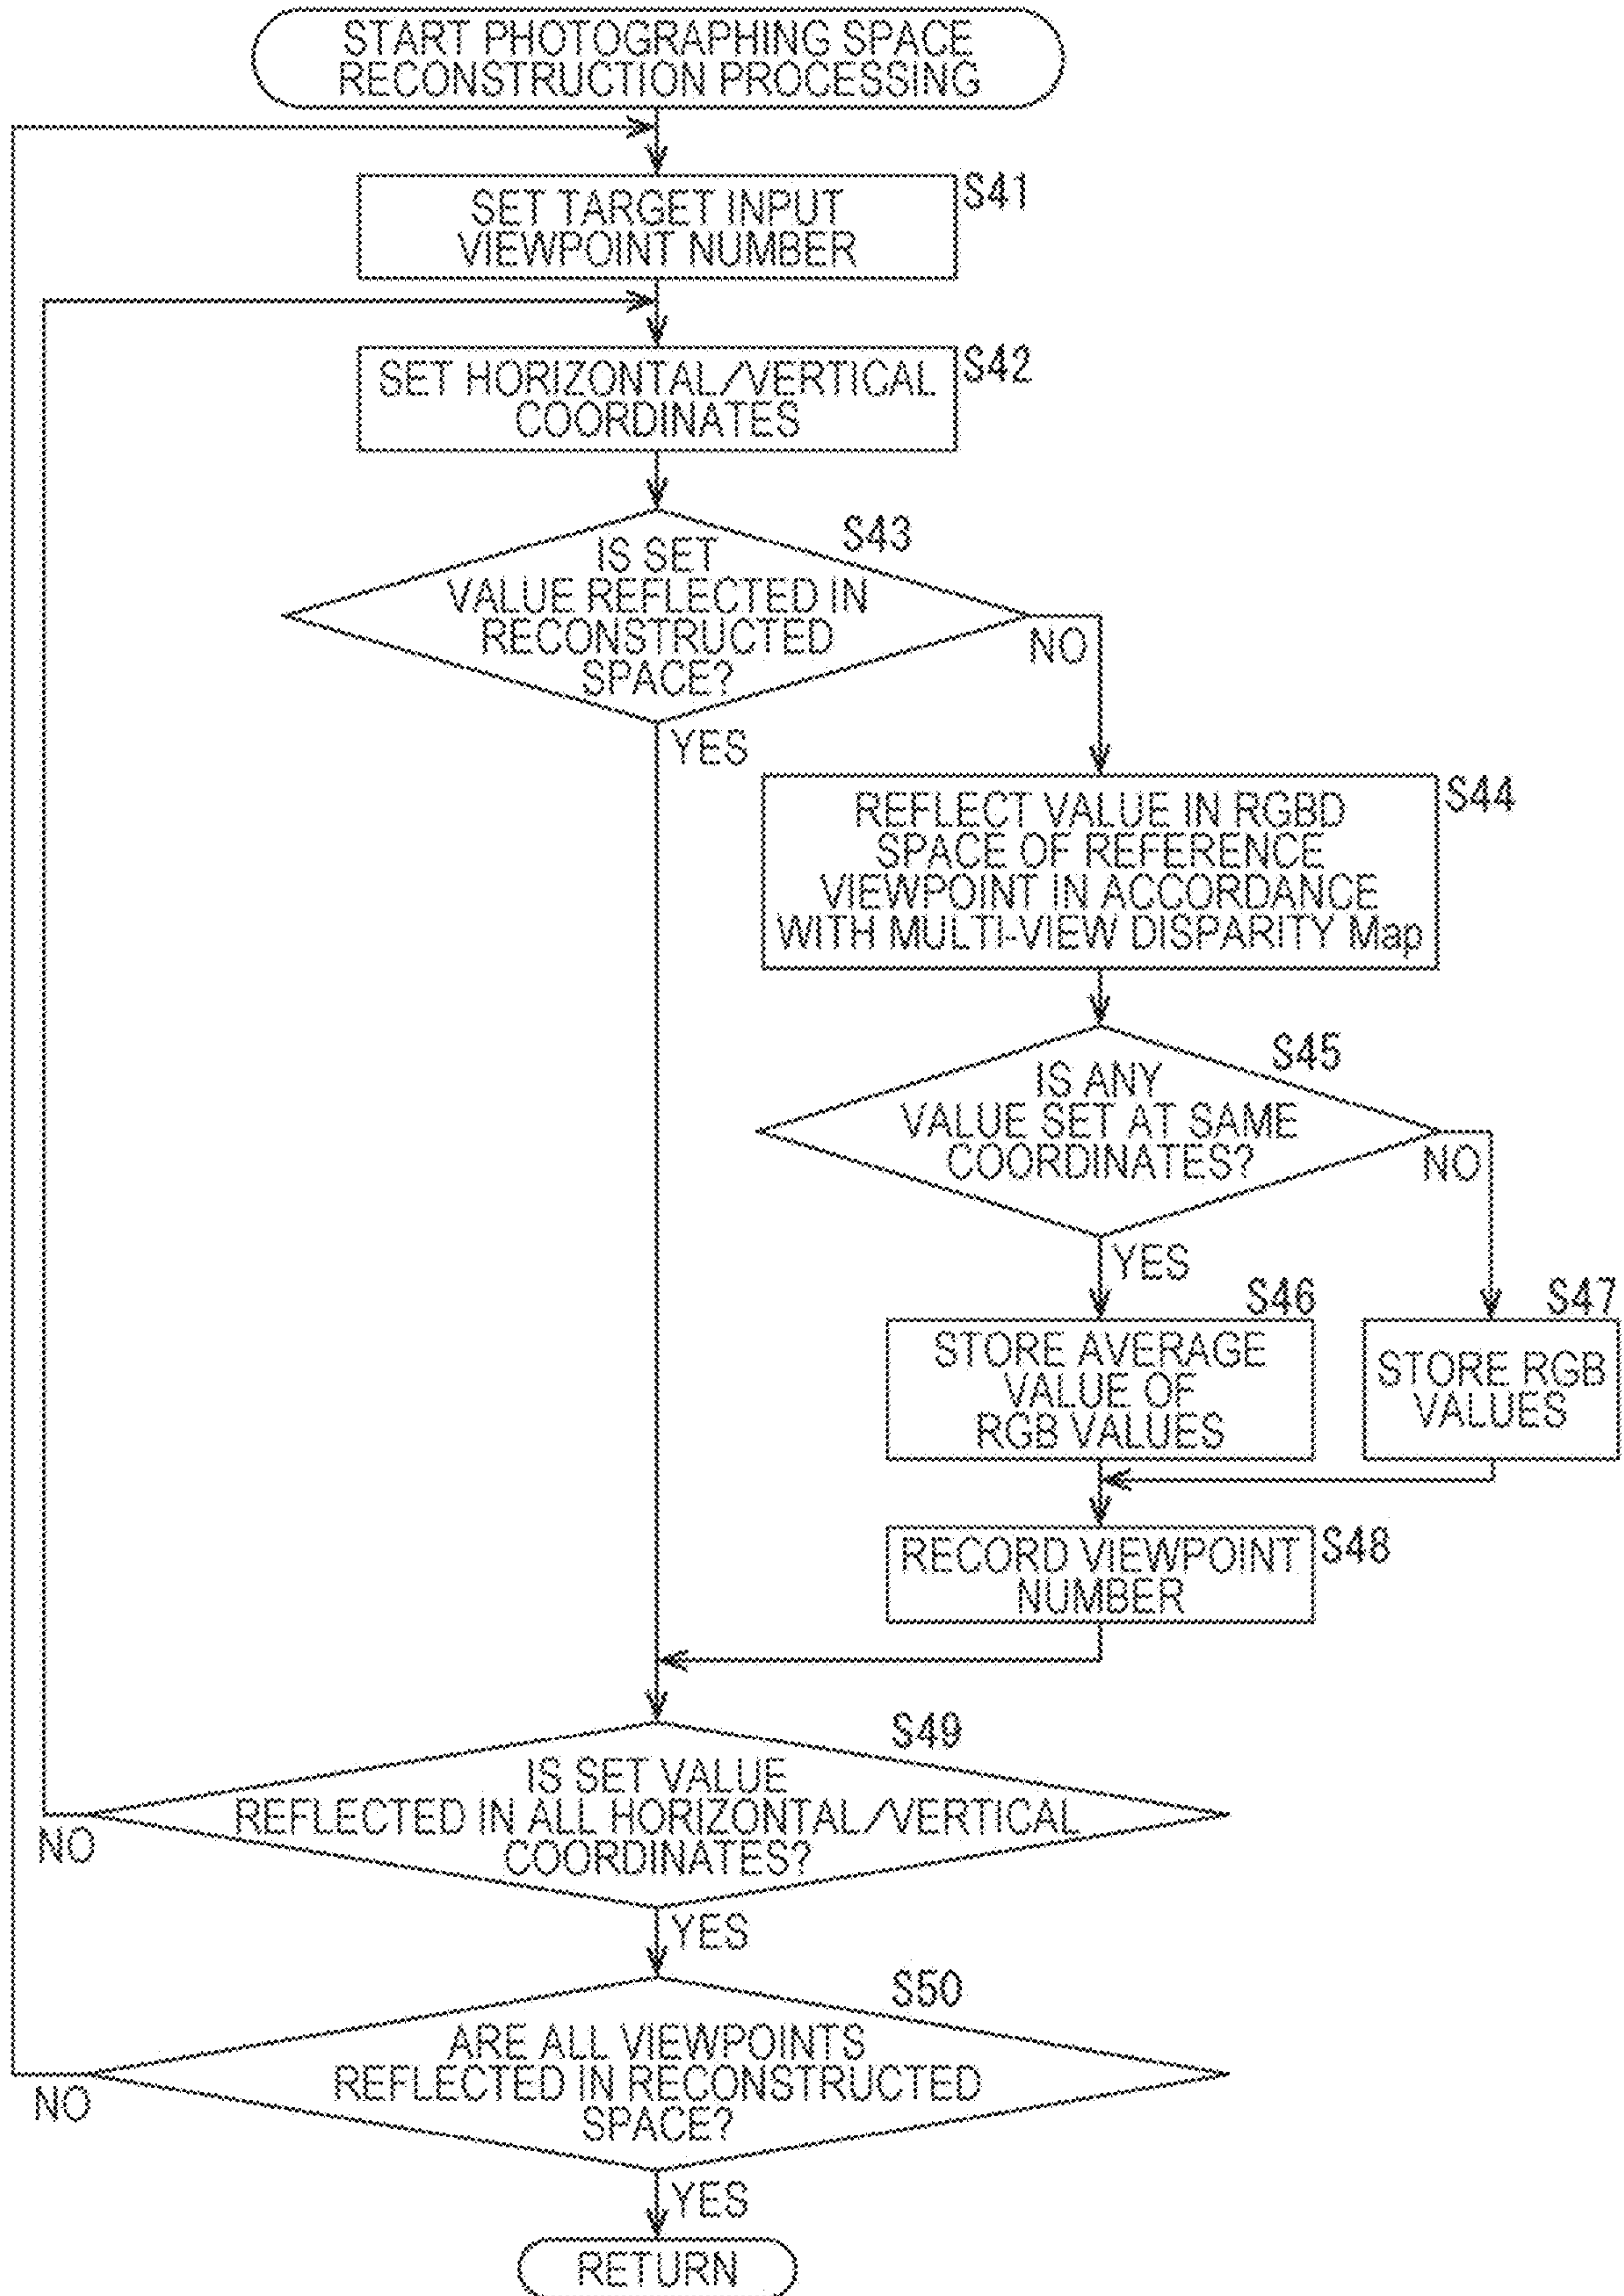 START PHOTOGRAPHING SPACE
RECONSTRUCTION PROCESSING
S41
SET TARGET INPUT
VIEWPOINT NUMBER
S42
SET HORIZONTAL/VERTICAL
COORDINATES
S43
IS SET
VALUE REFLECTED IN
RECONSTRUCTED
SPACE?
NO
YES
S44
REFLECT VALUE IN RGBD
SPACE OF REFERENCE
VIEWPOINT IN ACCORDANCE
WITH MULTI-VIEW DISPARITY Map
S45
IS ANY
VALUE SET AT SAME
COORDINATES?
NO
YES
S46
STORE AVERAGE
VALUE OF
RGB VALUES
S47
STORE RGB
VALUES
S48
RECORD VIEWPOINT
NUMBER
S49
IS SET VALUE
REFLECTED IN ALL HORIZONTAL/VERTICAL
COORDINATES?
NO
YES
S50
ARE ALL VIEWPOINTS
REFLECTED IN RECONSTRUCTED
SPACE?
NO
YES
RETURN